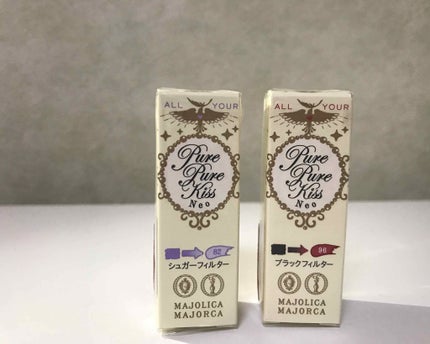 ALL YOUR
Pure
Pure
Kiss
Neo
82
シュガーフィルター
MAJOLICA
MAJORCA
ALL YOUR
Pure
Pure
Kiss
Neo
96
ブラックフィルター
MAJOLICA
MAJORCA